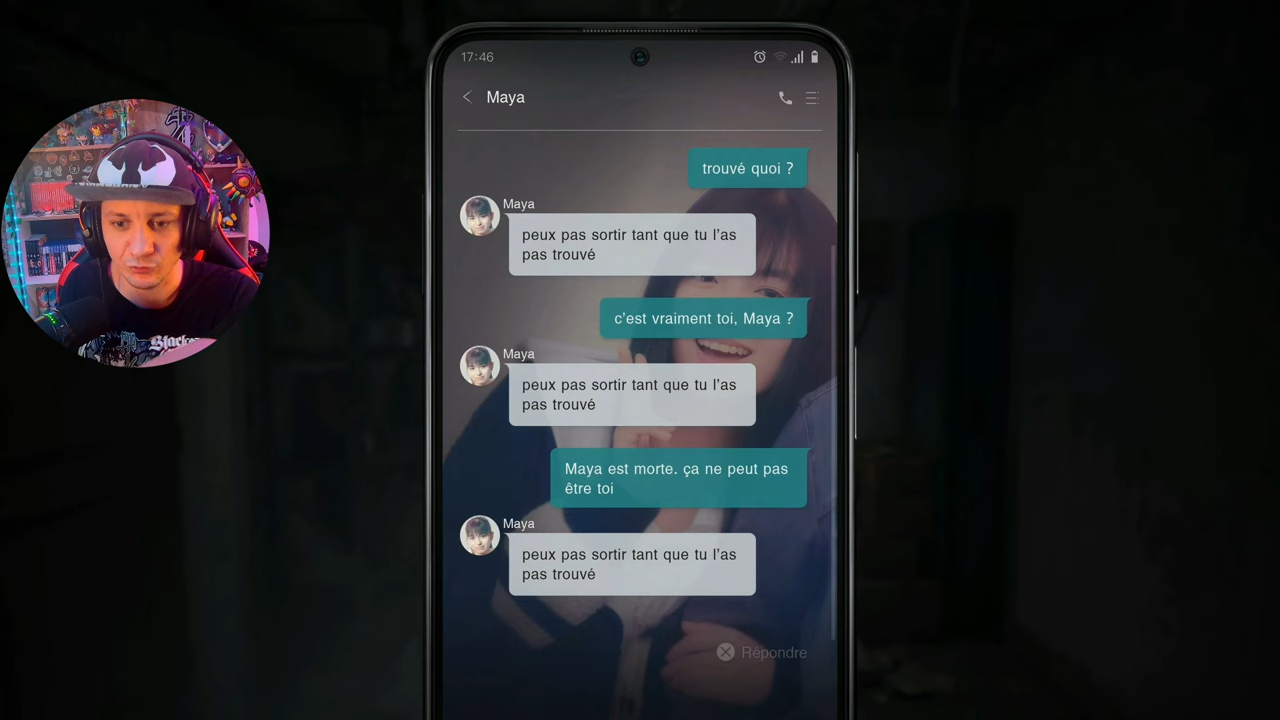 17:46
Maya
trouvé quoi ?
Maya
peux pas sortir tant que tu l'as
pas trouvé
c'est vraiment toi, Maya ?
Maya
peux pas sortir tant que tu l'as
pas trouvé
Maya est morte. ça ne peut pas
être toi
Maya
peux pas sortir tant que tu l'as
pas trouvé
Répondre